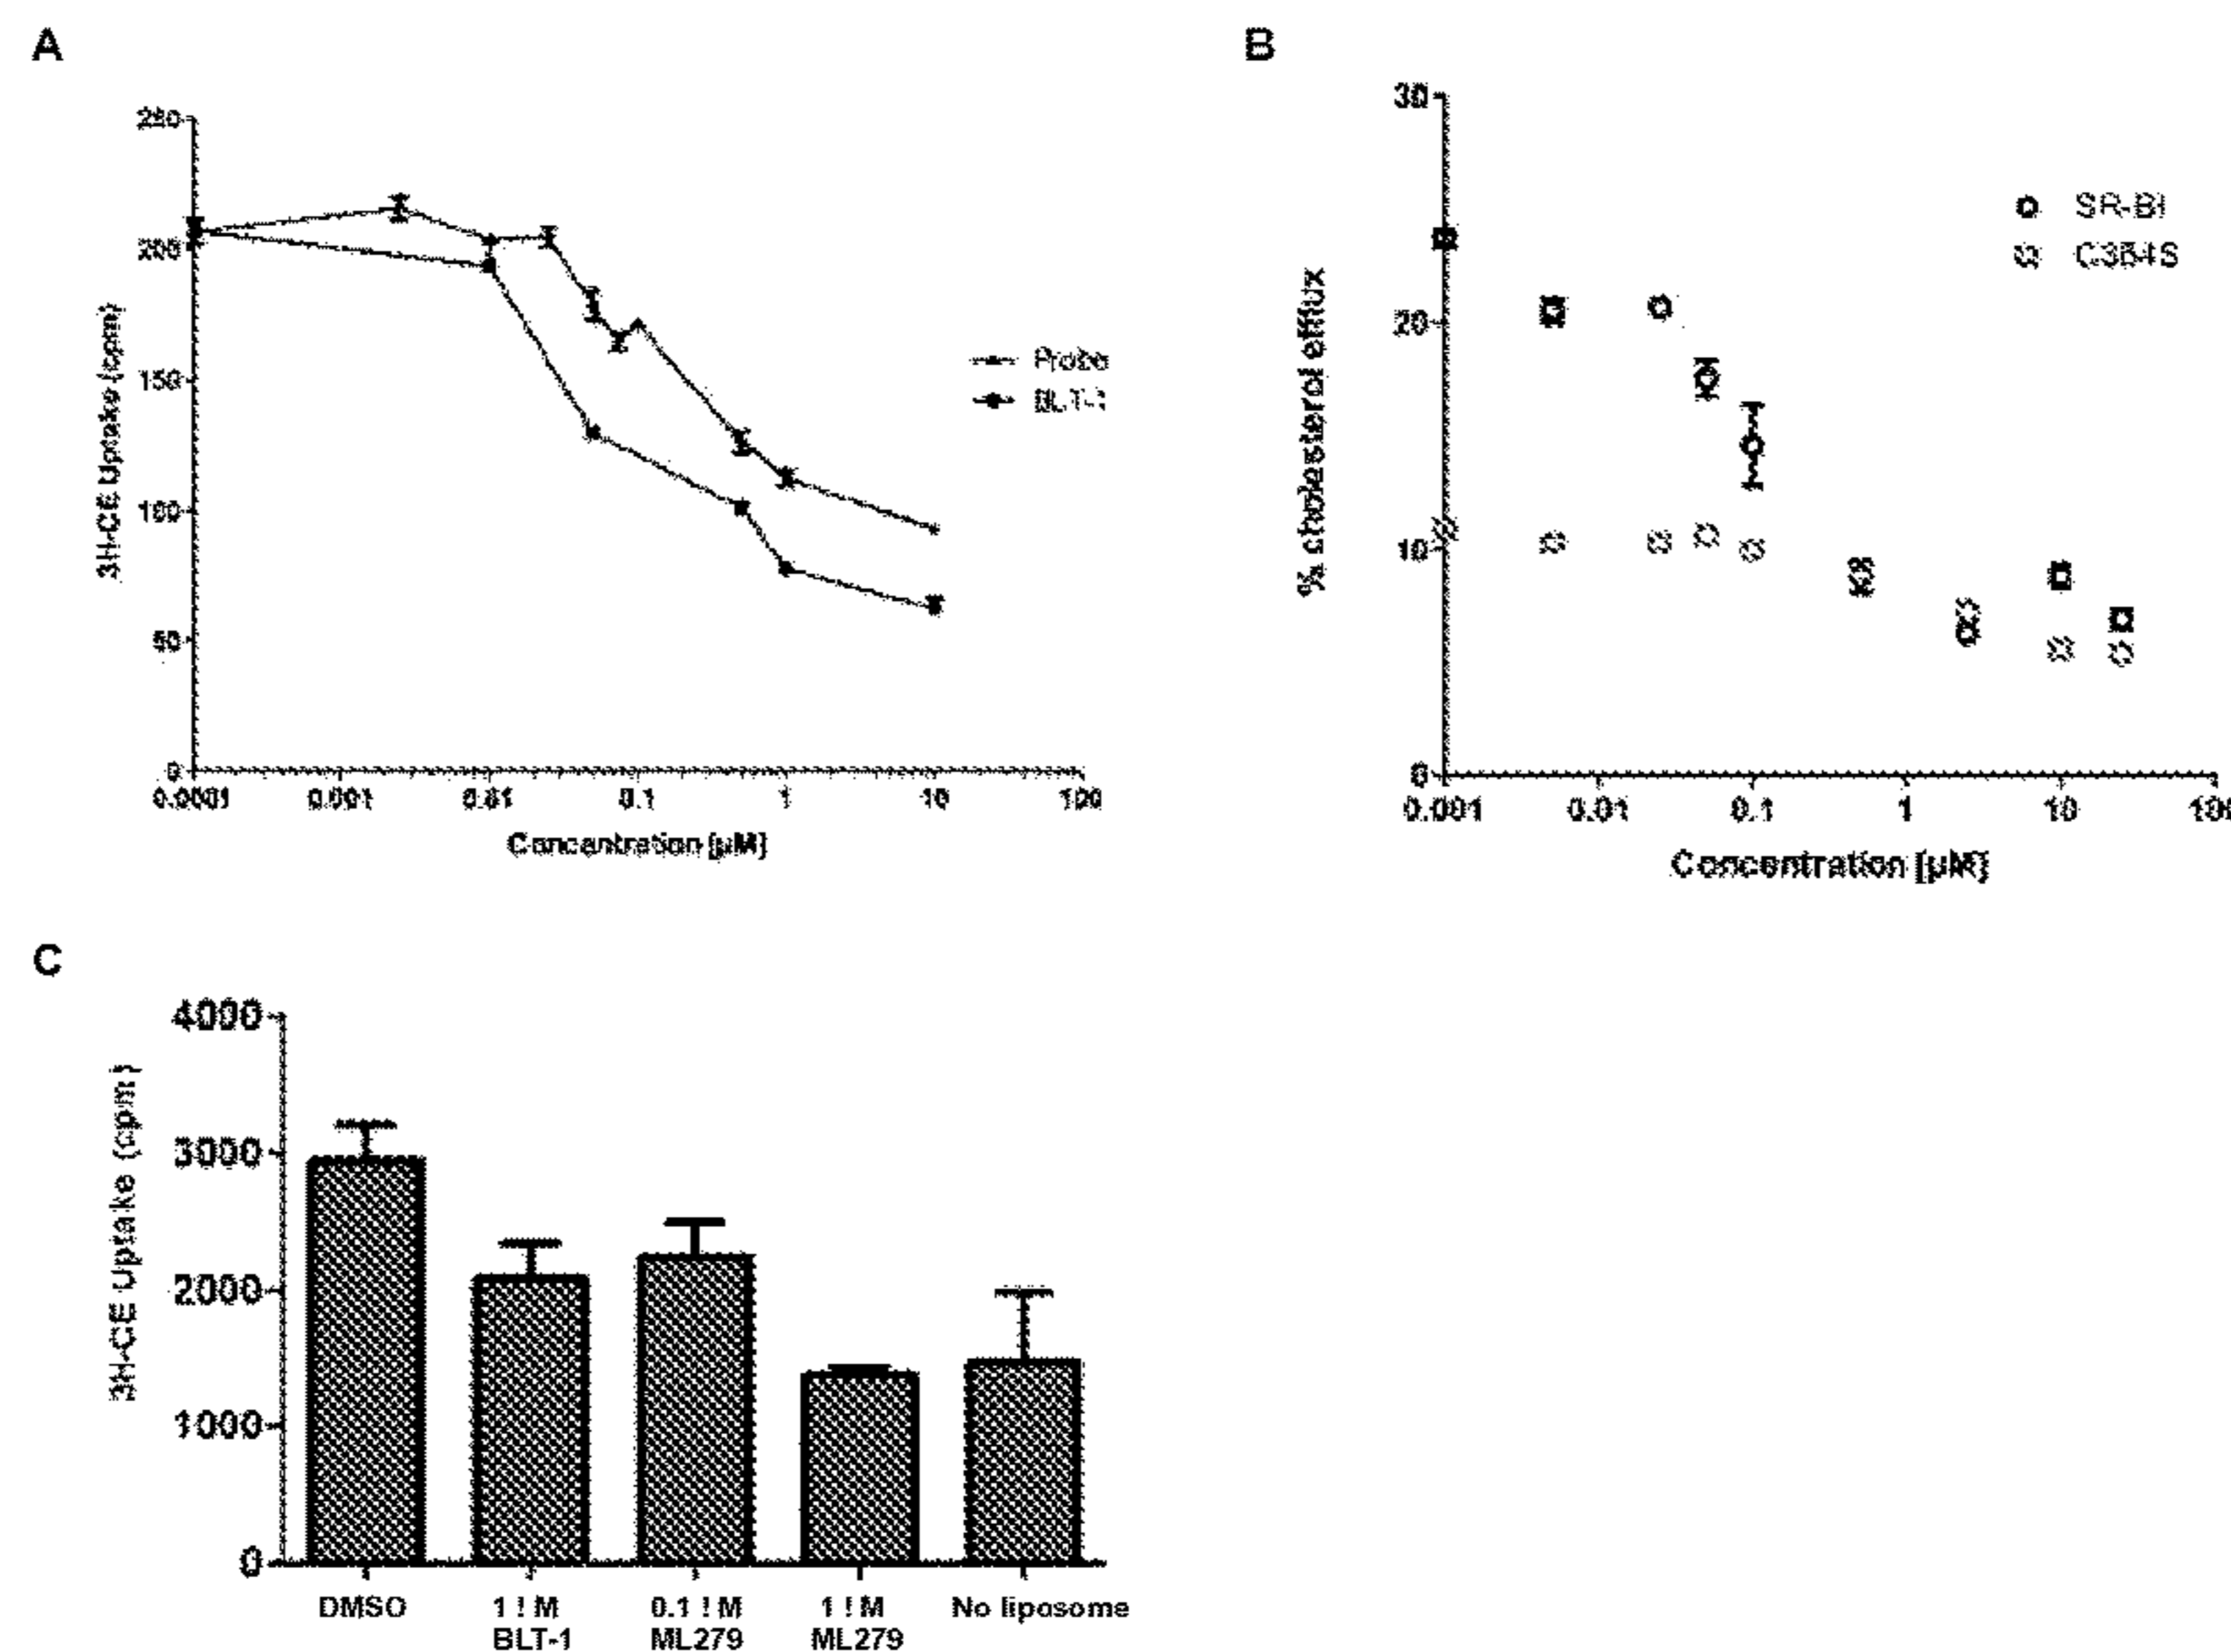 A
250
200
150
100
50
0
0.0001 0.001 0.01 0.1 1 10 100
3H-CE Uptake (cpm)
Concentration [µM]
Probe
BLT-1
B
30
20
10
0
0.001 0.01 0.1 1 10 100
% cholesterol efflux
Concentration [µM]
SR-BI
C384S
C
4000
3000
2000
1000
0
3H-CE Uptake (cpm)
DMSO
1 ! M
BLT-1
0.1 ! M
ML279
1 ! M
ML279
No liposome